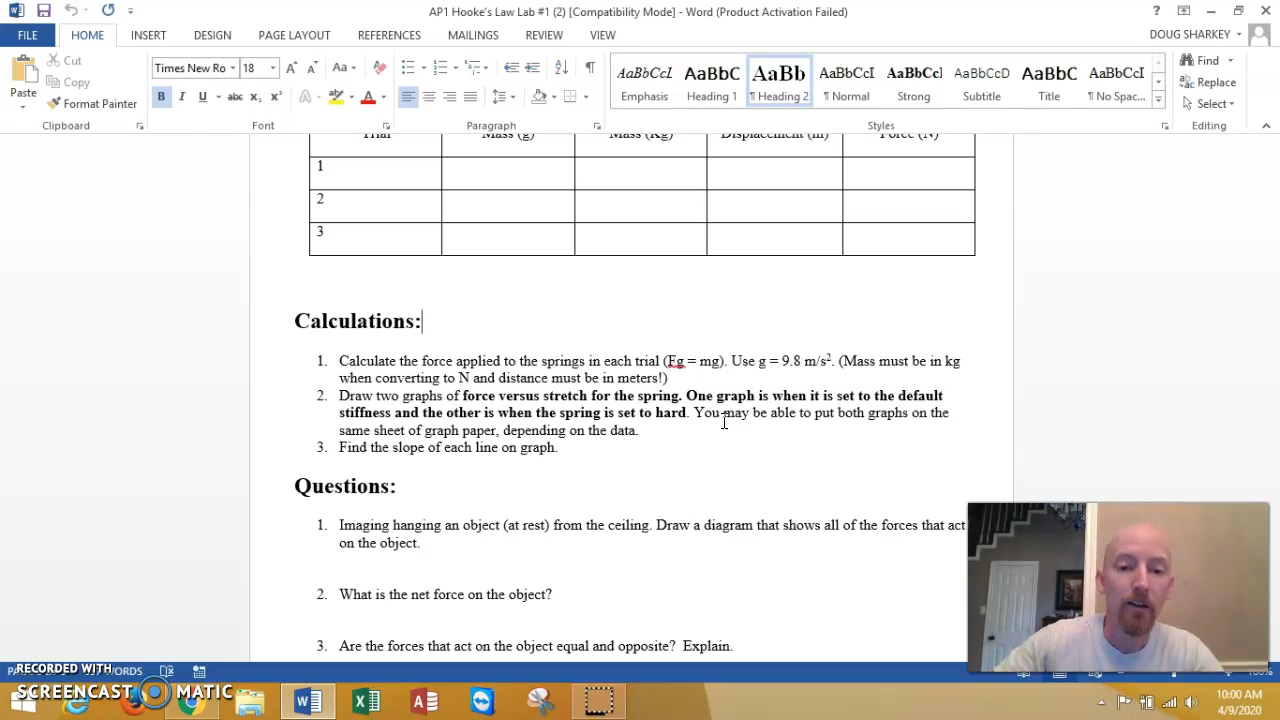 AP1 Hooke's Law Lab #1 (2) [Compatibility Mode] - Word (Product Activation Failed)
FILE HOME INSERT DESIGN PAGE LAYOUT REFERENCES MAILINGS REVIEW VIEW DOUG SHARKEY
Cut
Copy
Format Painter
Paste
Clipboard
Times New Ro 18
Font
Paragraph
AaBbCcI AaBbC AaBb AaBbCcI AaBbCcI AaBbCcD AaBbC AaBbCcI
Emphasis Heading 1 ¶ Heading 2 ¶ Normal Strong Subtitle Title ¶ No Spac...
Styles
Find
Replace
Select
Editing
Trial Mass (g) Mass (Kg) Displacement (m) Force (N)
1
2
3
Calculations:
1. Calculate the force applied to the springs in each trial (Fg = mg). Use g = 9.8 m/s². (Mass must be in kg
when converting to N and distance must be in meters!)
2. Draw two graphs of force versus stretch for the spring. One graph is when it is set to the default
stiffness and the other is when the spring is set to hard. You may be able to put both graphs on the
same sheet of graph paper, depending on the data.
3. Find the slope of each line on graph.
Questions:
1. Imaging hanging an object (at rest) from the ceiling. Draw a diagram that shows all of the forces that act
on the object.
2. What is the net force on the object?
3. Are the forces that act on the object equal and opposite? Explain.
RECORDED WITH
SCREENCAST MATIC
WORDS
10:00 AM
4/9/2020